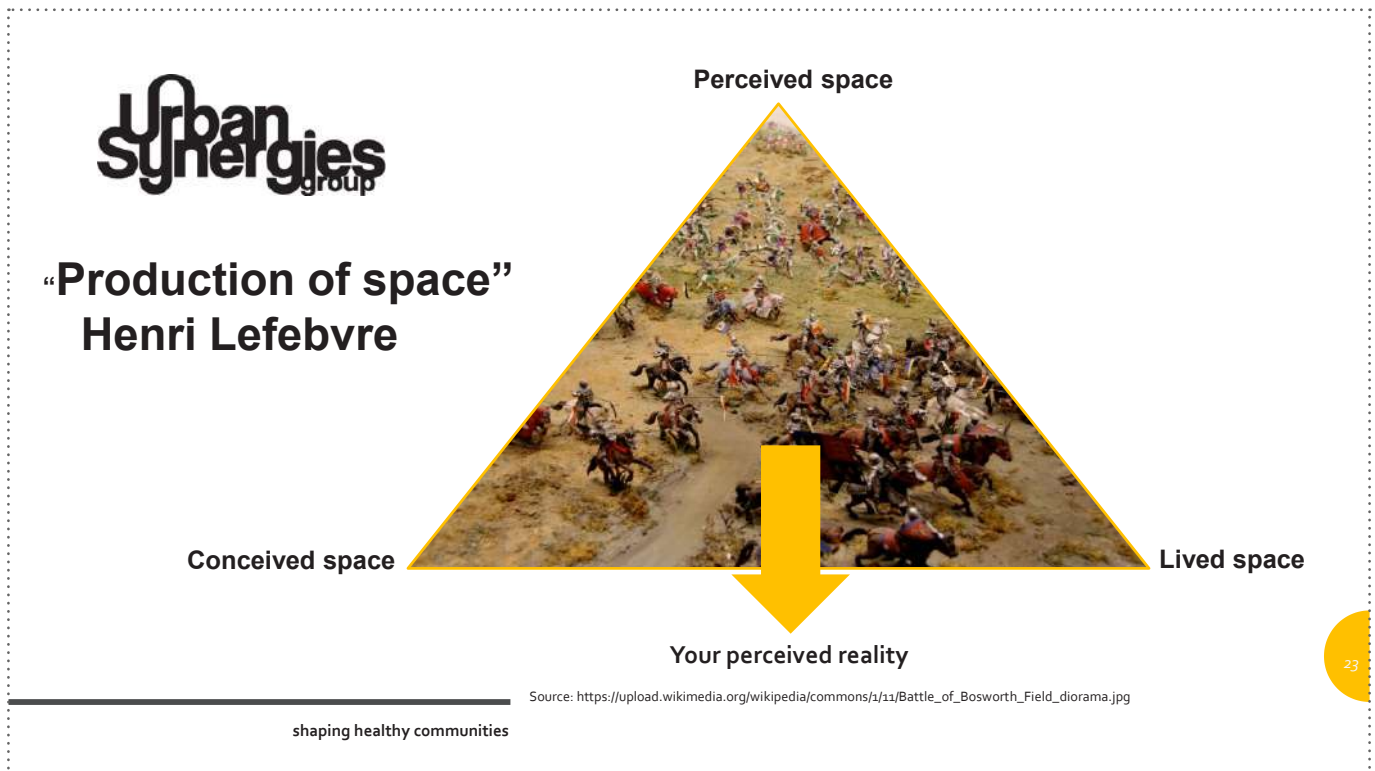 Urban
Synergies
group
“Production of space”
Henri Lefebvre
Perceived space
Conceived space
Lived space
Your perceived reality
Source: https://upload.wikimedia.org/wikipedia/commons/1/11/Battle_of_Bosworth_Field_diorama.jpg
shaping healthy communities
23